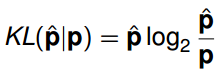 KL(p̂|p) = p̂ log₂ p̂/p